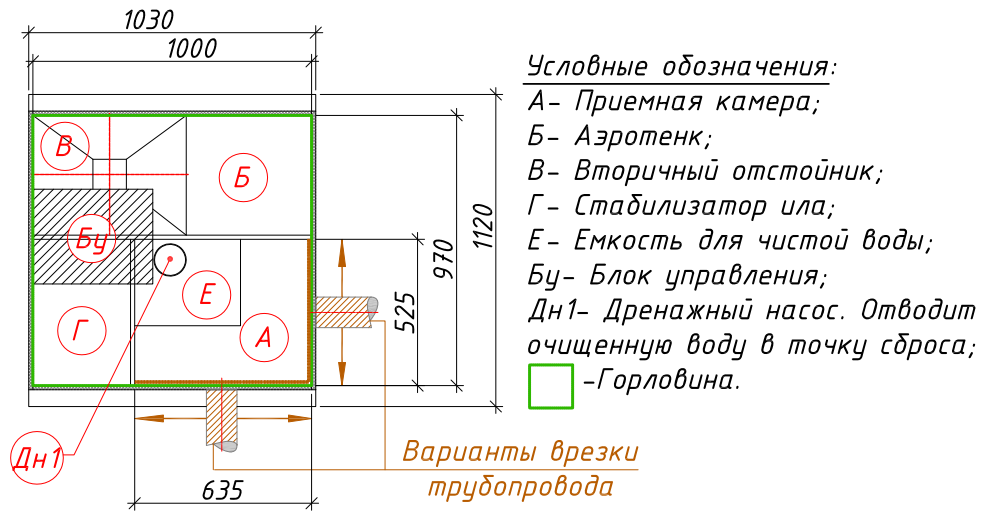 1030
1000
В
Б
Бу
Е
Г
А
Дн1
525
970
1120
635
Варианты врезки
трубопровода
Условные обозначения:
А- Приемная камера;
Б- Аэротенк;
В- Вторичный отстойник;
Г- Стабилизатор ила;
Е- Емкость для чистой воды;
Бу- Блок управления;
Дн1- Дренажный насос. Отводит
очищенную воду в точку сброса;
-Горловина.